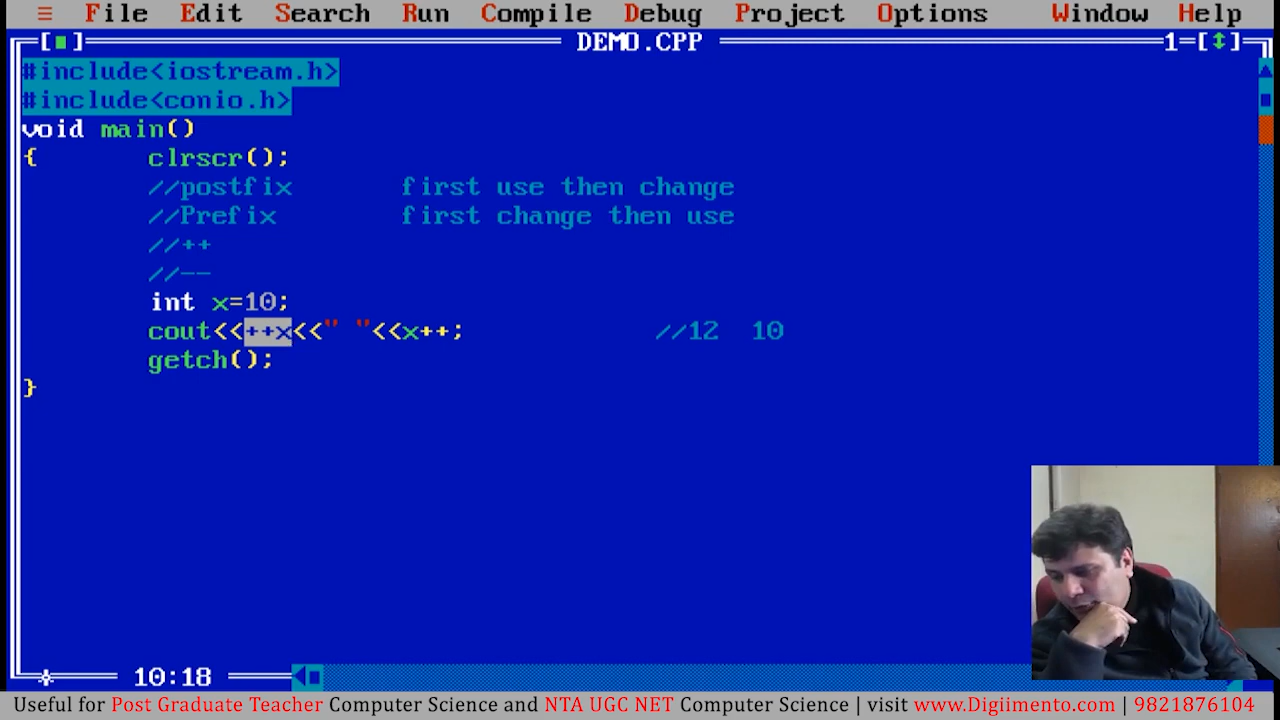 ≡ File Edit Search Run Compile Debug Project Options Window Help
[■] DEMO.CPP 1=[↕]
#include<iostream.h>
#include<conio.h>
void main()
{ clrscr();
//postfix first use then change
//Prefix first change then use
//++
//--
int x=10;
cout<<++x<<" "<<x++; //12 10
getch();
}
10:18
Useful for Post Graduate Teacher Computer Science and NTA UGC NET Computer Science | visit www.Digiimento.com | 9821876104